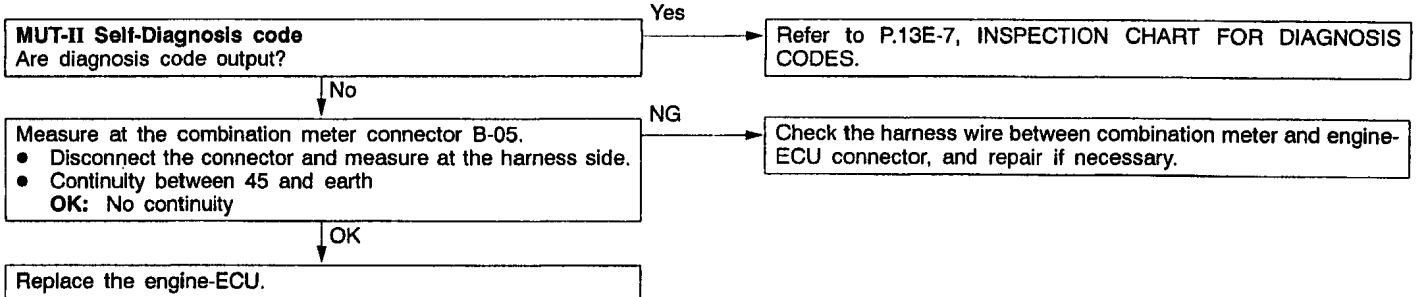 Yes
MUT-II Self-Diagnosis code
Are diagnosis code output?
Refer to P.13E-7, INSPECTION CHART FOR DIAGNOSIS
CODES.
No
NG
Measure at the combination meter connector B-05.
● Disconnect the connector and measure at the harness side.
● Continuity between 45 and earth
OK: No continuity
Check the harness wire between combination meter and engine-
ECU connector, and repair if necessary.
OK
Replace the engine-ECU.